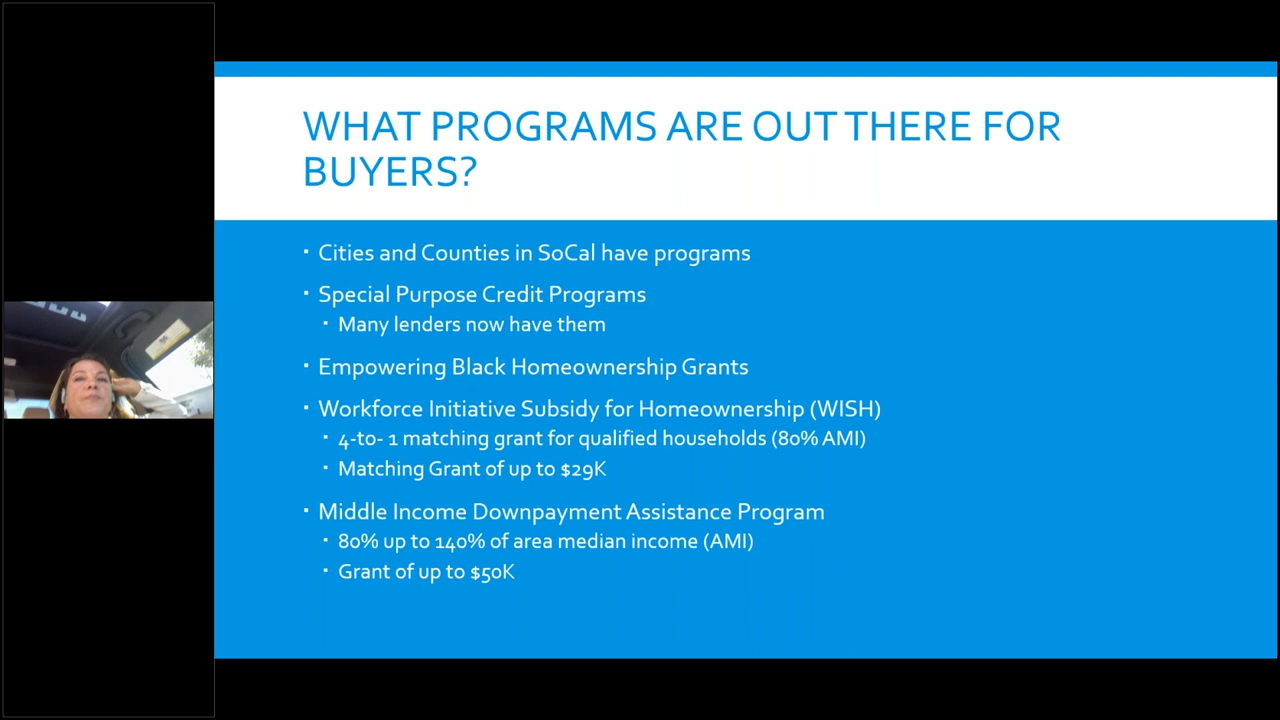 WHAT PROGRAMS ARE OUT THERE FOR
BUYERS?
▪ Cities and Counties in SoCal have programs
▪ Special Purpose Credit Programs
▪ Many lenders now have them
▪ Empowering Black Homeownership Grants
▪ Workforce Initiative Subsidy for Homeownership (WISH)
▪ 4-to- 1 matching grant for qualified households (80% AMI)
▪ Matching Grant of up to $29K
▪ Middle Income Downpayment Assistance Program
▪ 80% up to 140% of area median income (AMI)
▪ Grant of up to $50K